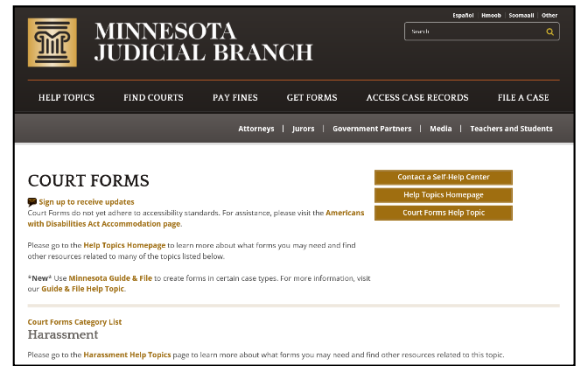 Español Hmoob Soomaali Other
MINNESOTA
JUDICIAL BRANCH
Search
HELP TOPICS FIND COURTS PAY FINES GET FORMS ACCESS CASE RECORDS FILE A CASE
Attorneys | Jurors | Government Partners | Media | Teachers and Students
COURT FORMS
Sign up to receive updates
Court Forms do not yet adhere to accessibility standards. For assistance, please visit the Americans
with Disabilities Act Accommodation page.
Please go to the Help Topics Homepage to learn more about what forms you may need and find
other resources related to many of the topics listed below.
*New* Use Minnesota Guide & File to create forms in certain case types. For more information, visit
our Guide & File Help Topic.
Contact a Self-Help Center
Help Topics Homepage
Court Forms Help Topic
Court Forms Category List
Harassment
Please go to the Harassment Help Topics page to learn more about what forms you may need and find other resources related to this topic.